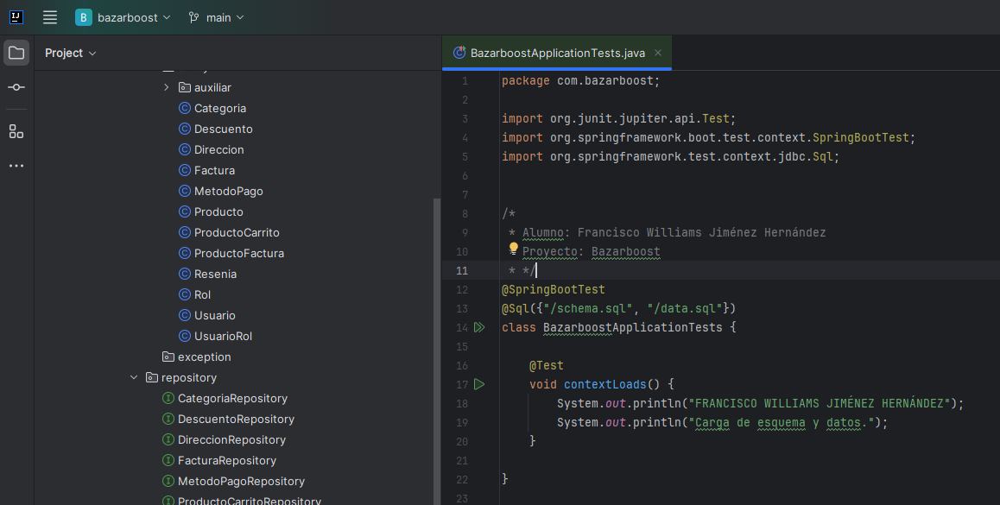 IJ
B bazarboost main
Project
auxiliar
Categoria
Descuento
Direccion
Factura
MetodoPago
Producto
ProductoCarrito
ProductoFactura
Resenia
Rol
Usuario
UsuarioRol
exception
repository
CategoriaRepository
DescuentoRepository
DireccionRepository
FacturaRepository
MetodoPagoRepository
ProductoCarritoRepository
BazarboostApplicationTests.java
1 package com.bazarboost;
2
3 import org.junit.jupiter.api.Test;
4 import org.springframework.boot.test.context.SpringBootTest;
5 import org.springframework.test.context.jdbc.Sql;
6
7
8 /*
9 * Alumno: Francisco Williams Jiménez Hernández
10 Proyecto: Bazarboost
11 * */
12 @SpringBootTest
13 @Sql({"/schema.sql", "/data.sql"})
14 class BazarboostApplicationTests {
15
16 @Test
17 void contextLoads() {
18 System.out.println("FRANCISCO WILLIAMS JIMÉNEZ HERNÁNDEZ");
19 System.out.println("Carga de esquema y datos.");
20 }
21
22 }
23